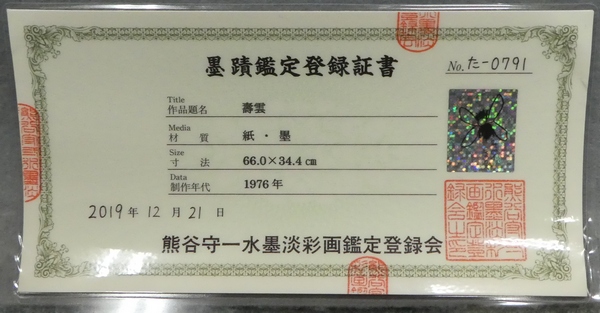 墨蹟鑑定登録証書
No. た-0791
Title
作品題名 壽雲
Media
材質 紙・墨
Size
寸法 66.0×34.4㎝
Data
制作年代 1976年
2019年12月21日
熊谷守一水墨淡彩画鑑定登録会